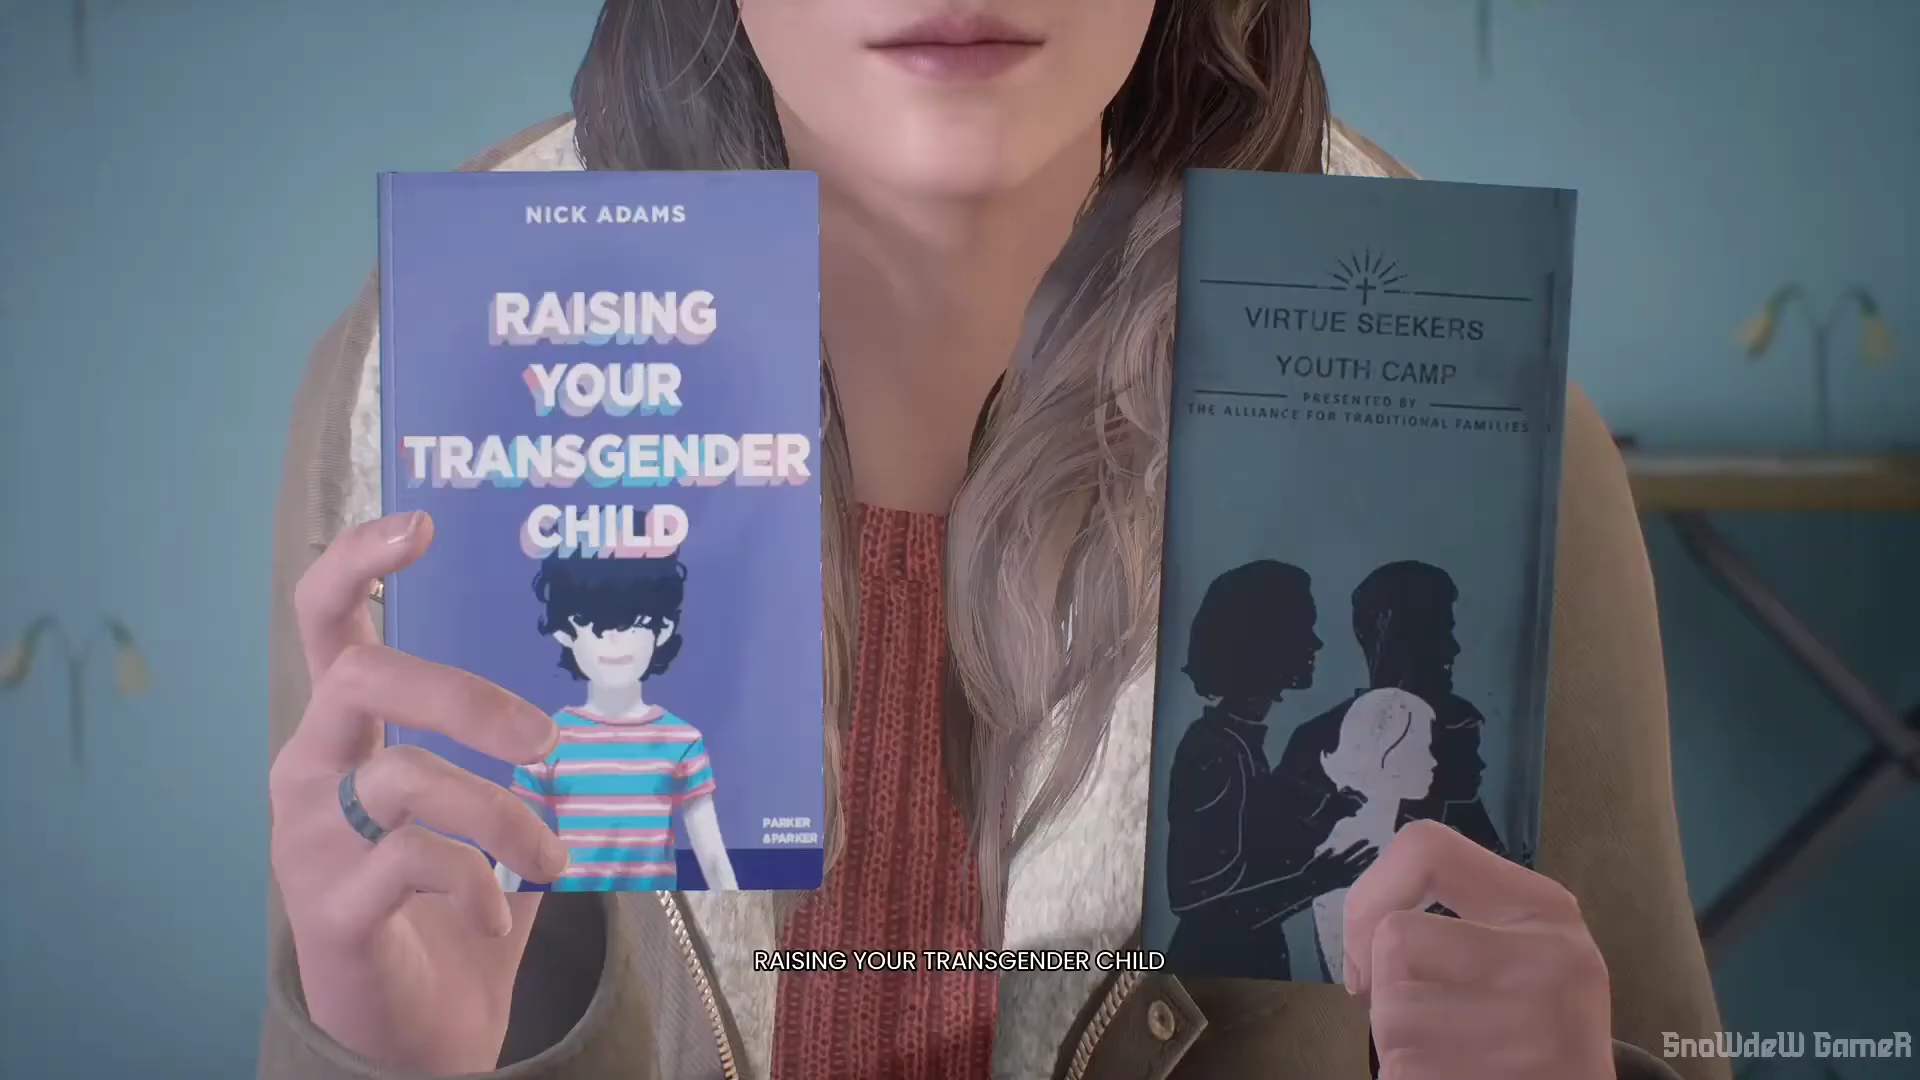 NICK ADAMS
RAISING
YOUR
TRANSGENDER
CHILD
PARKER
&PARKER
VIRTUE SEEKERS
YOUTH CAMP
PRESENTED BY
THE ALLIANCE FOR TRADITIONAL FAMILIES
RAISING YOUR TRANSGENDER CHILD
SnoWdeW GameR